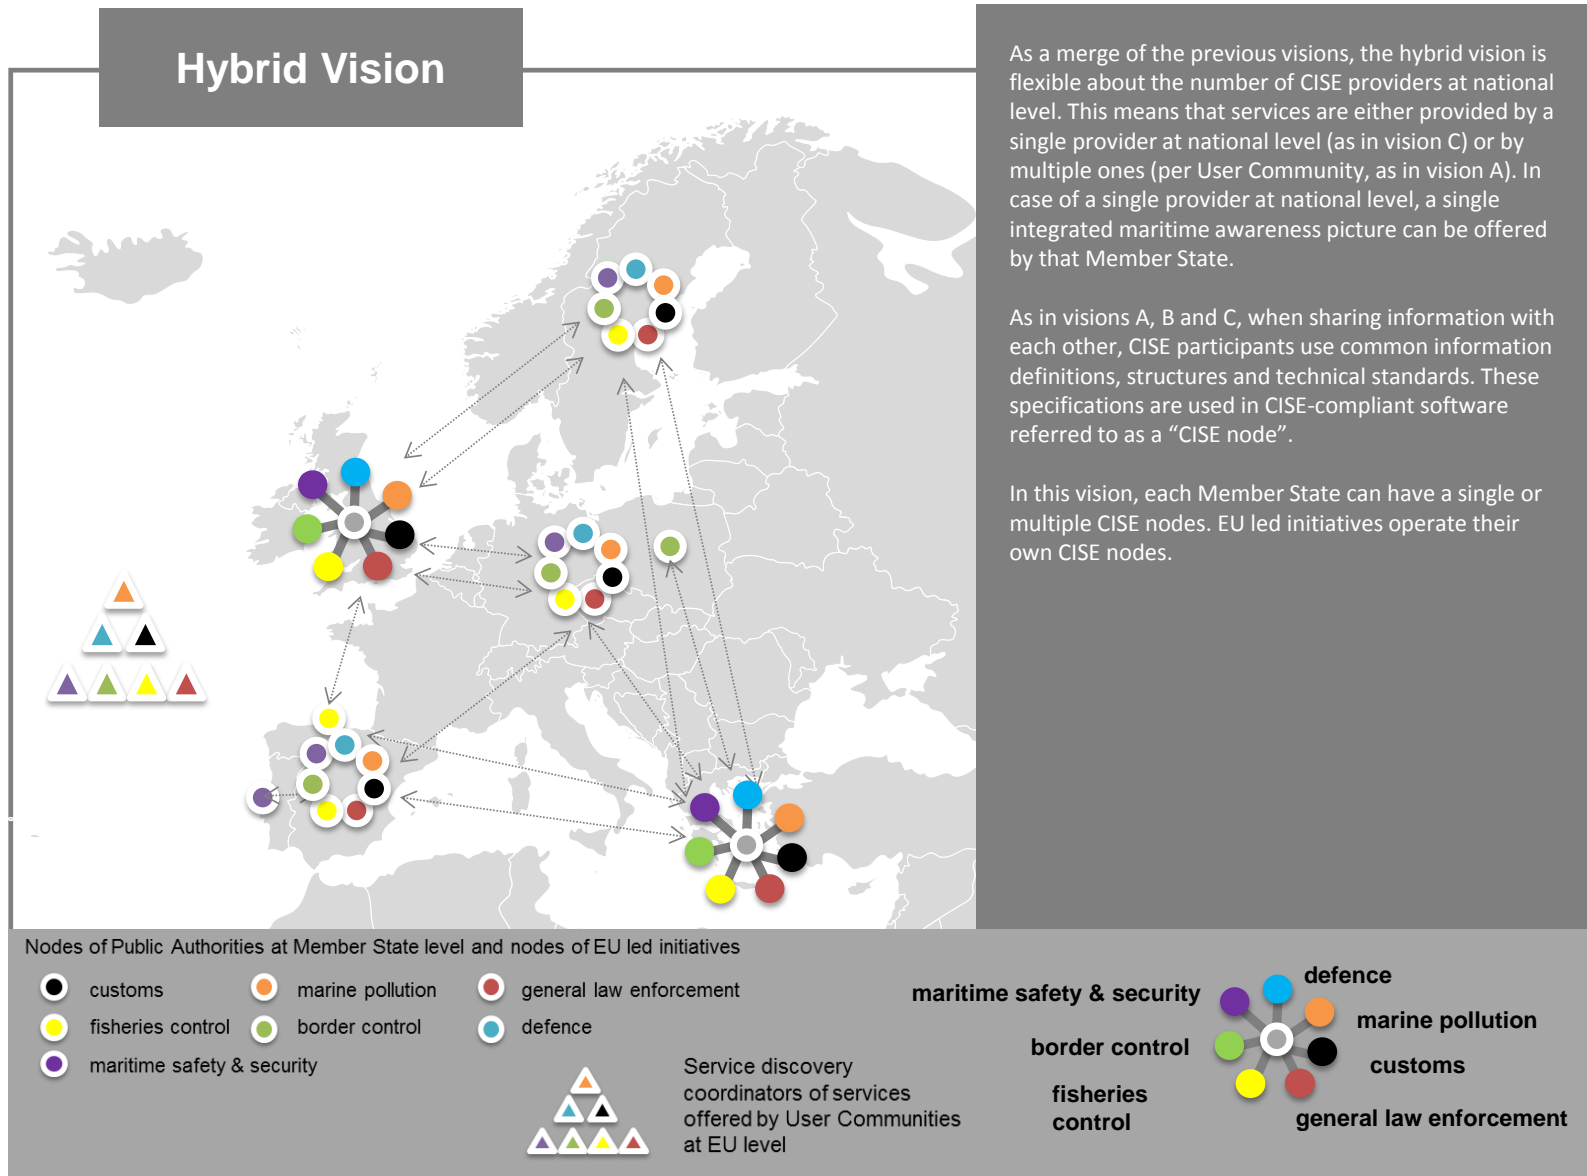 Hybrid Vision
As a merge of the previous visions, the hybrid vision is
flexible about the number of CISE providers at national
level. This means that services are either provided by a
single provider at national level (as in vision C) or by
multiple ones (per User Community, as in vision A). In
case of a single provider at national level, a single
integrated maritime awareness picture can be offered
by that Member State.
As in visions A, B and C, when sharing information with
each other, CISE participants use common information
definitions, structures and technical standards. These
specifications are used in CISE-compliant software
referred to as a “CISE node”.
In this vision, each Member State can have a single or
multiple CISE nodes. EU led initiatives operate their
own CISE nodes.
Nodes of Public Authorities at Member State level and nodes of EU led initiatives
customs
marine pollution
general law enforcement
fisheries control
border control
defence
maritime safety & security
Service discovery
coordinators of services
offered by User Communities
at EU level
defence
maritime safety & security
marine pollution
border control
customs
fisheries
control
general law enforcement